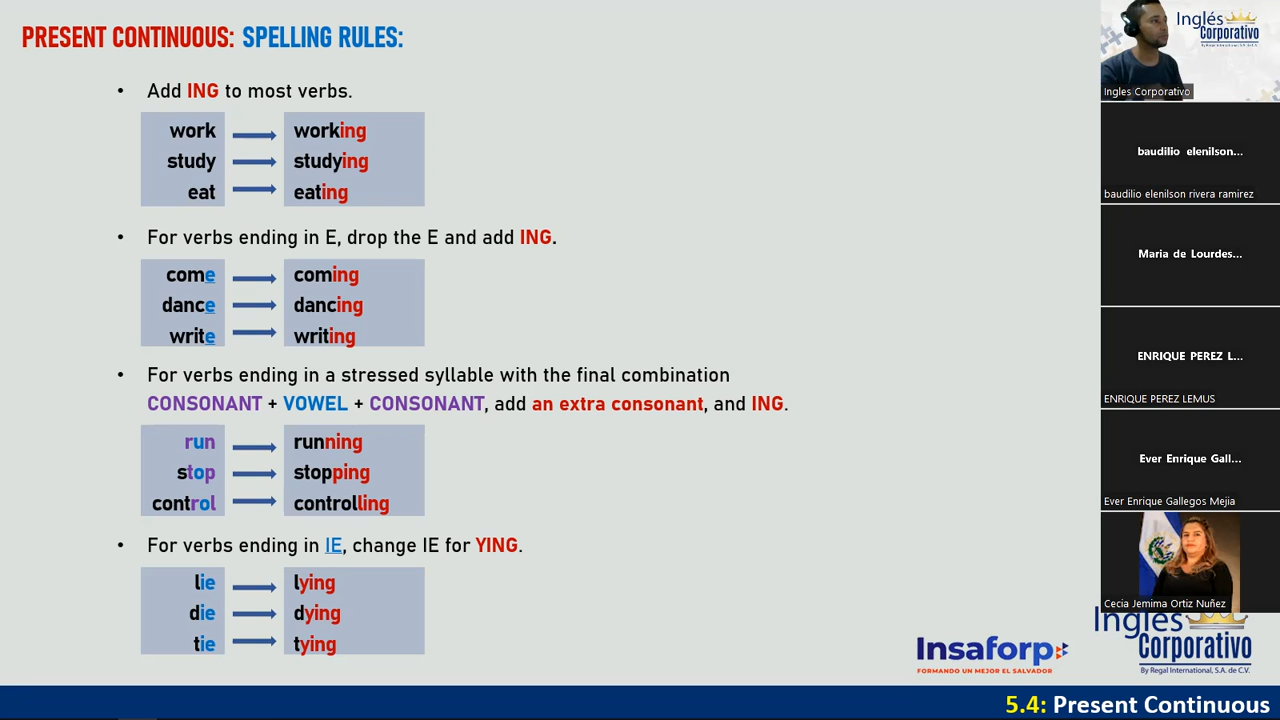 PRESENT CONTINUOUS: SPELLING RULES:
• Add ING to most verbs.
work working
study studying
eat eating
• For verbs ending in E, drop the E and add ING.
come coming
dance dancing
write writing
• For verbs ending in a stressed syllable with the final combination
CONSONANT + VOWEL + CONSONANT, add an extra consonant, and ING.
run running
stop stopping
control controlling
• For verbs ending in IE, change IE for YING.
lie lying
die dying
tie tying
Insaforp
FORMANDO UN MEJOR EL SALVADOR
Inglés
Corporativo
By Regal International, S.A. de C.V.
5.4: Present Continuous
Inglés
Corporativo
By Regal International, S.A. de C.V.
Ingles Corporativo
baudilio elenilson...
baudilio elenilson rivera ramirez
Maria de Lourdes...
ENRIQUE PEREZ L...
ENRIQUE PEREZ LEMUS
Ever Enrique Gall...
Ever Enrique Gallegos Mejia
Cecia Jemima Ortiz Nuñez